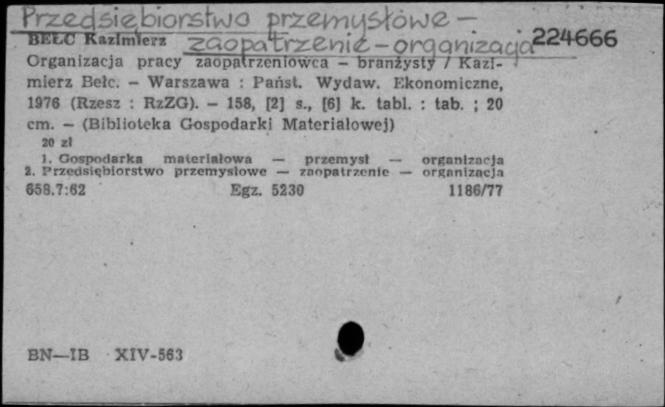 Przedsiębiorstwo przemysłowe –
zaopatrzenie – organizacja 224666
BEŁC Kazimierz
Organizacja pracy zaopatrzeniowca – branżysty / Kazi-
mierz Bełc. – Warszawa : Państ. Wydaw. Ekonomiczne,
1976 (Rzesz : RzZG). – 158, [2] s., [6] k. tabl. : tab. ; 20
cm. – (Biblioteka Gospodarki Materiałowej)
20 zł
1. Gospodarka materiałowa — przemysł — organizacja
2. Przedsiębiorstwo przemysłowe — zaopatrzenie — organizacja
658.7:62 Egz. 5230 1186/77
BN—IB XIV-563